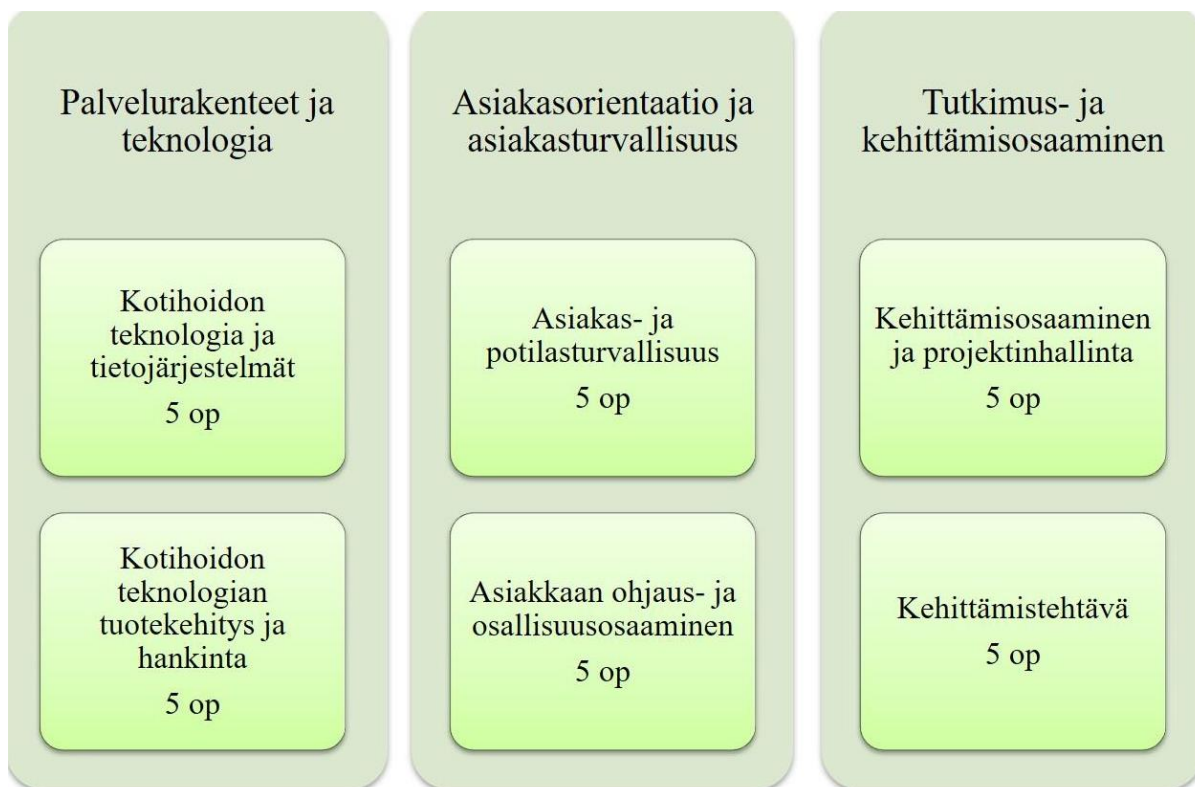 Palvelurakenteet ja
teknologia
Kotihoidon
teknologia ja
tietojärjestelmät
5 op
Kotihoidon
teknologian
tuotekehitys ja
hankinta
5 op
Asiakasorientaatio ja
asiakasturvallisuus
Asiakas- ja
potilasturvallisuus
5 op
Asiakkaan ohjaus- ja
osallisuusosaaminen
5 op
Tutkimus- ja
kehittämisosaaminen
Kehittämisosaaminen
ja projektinhallinta
5 op
Kehittämistehtävä
5 op